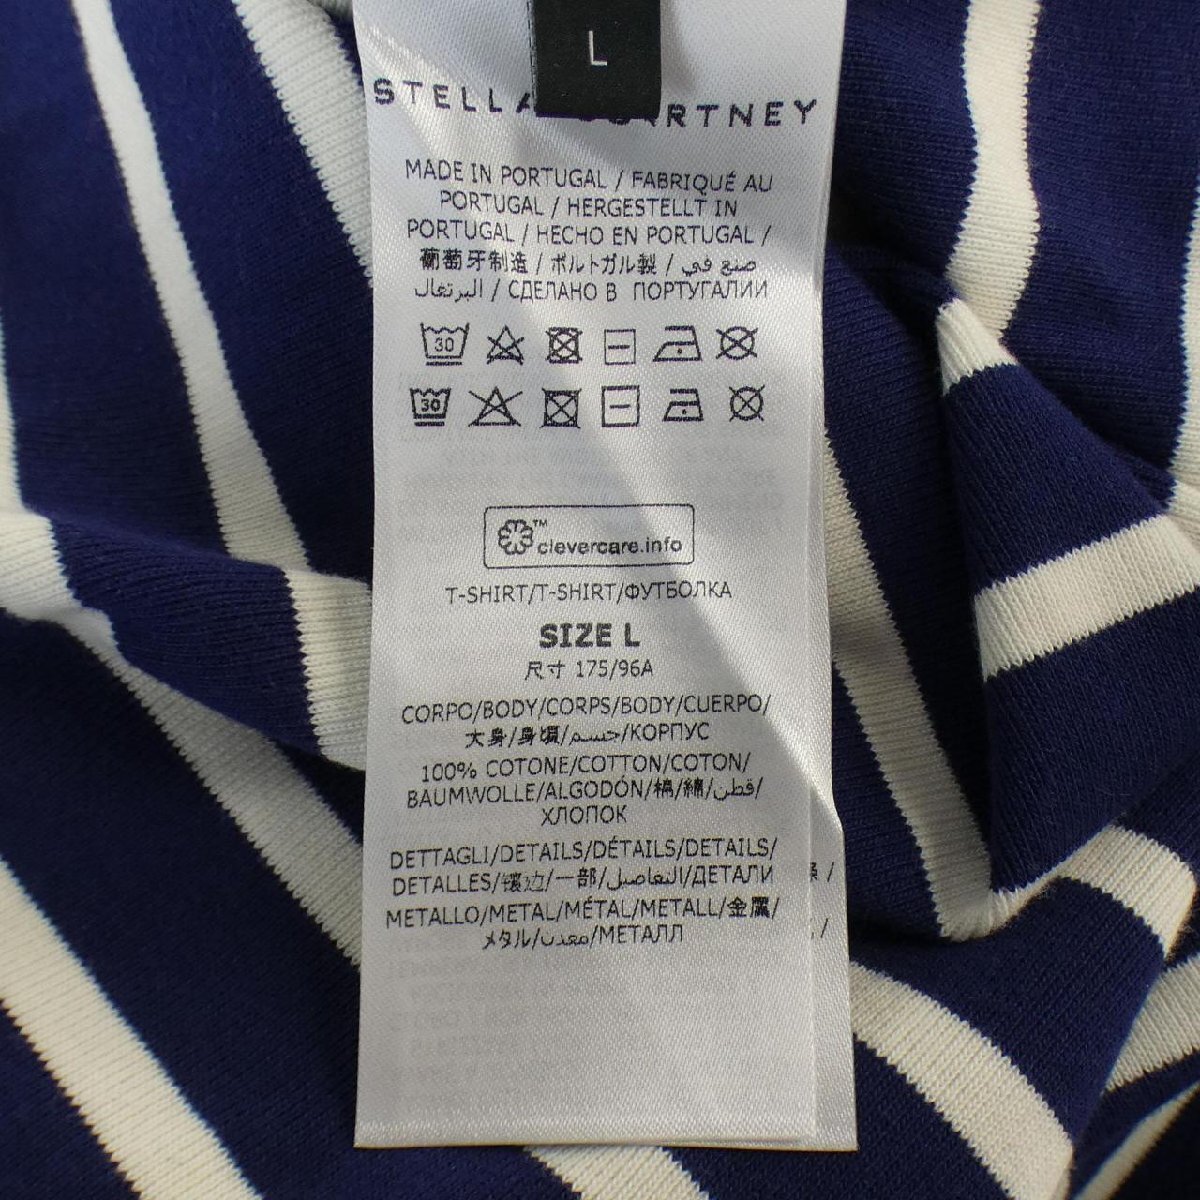 L
STELLA CARTNEY
MADE IN PORTUGAL / FABRIQUÉ AU
PORTUGAL / HERGESTELLT IN
PORTUGAL / HECHO EN PORTUGAL /
葡萄牙制造 / ポルトガル製 / صنع في
البرتغال / СДЕЛАНО В ПОРТУГАЛИИ
30
30
™
clevercare.info
T-SHIRT/T-SHIRT/ФУТБОЛКА
SIZE L
尺寸 175/96A
CORPO/BODY/CORPS/BODY/CUERPO/
大身/身頃/جسم/КОРПУС
100% COTONE/COTTON/COTON/
BAUMWOLLE/ALGODÓN/棉/綿/قطن/
ХЛОПОК
DETTAGLI/DETAILS/DÉTAILS/DETAILS/
DETALLES/镶边/一部/التفاصيل/ДЕТАЛИ
METALLO/METAL/MÉTAL/METALL/金属/
メタル/معدن/МЕТАЛЛ